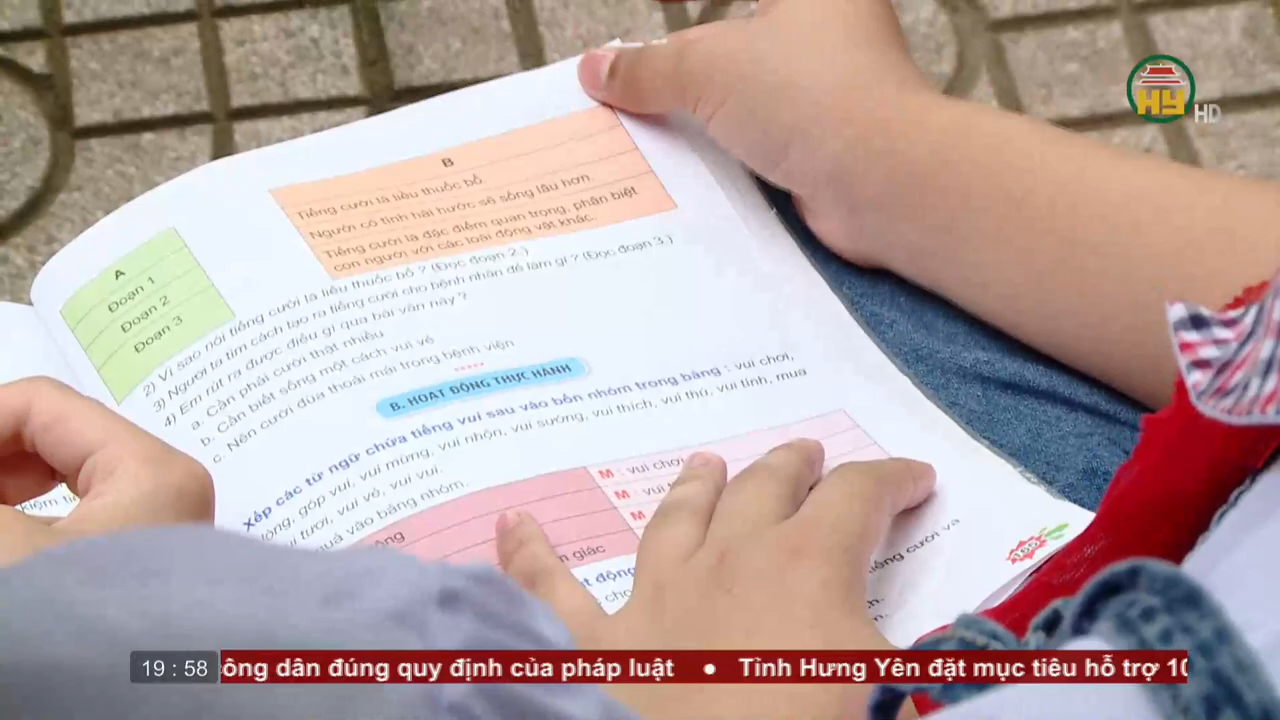 HY
HD
B
Tiếng cười là liều thuốc bổ.
Người có tính hài hước sẽ sống lâu hơn.
Tiếng cười là đặc điểm quan trọng, phân biệt
con người với các loài động vật khác.
A
Đoạn 1
Đoạn 2
Đoạn 3
2) Vì sao nói tiếng cười là liều thuốc bổ ? (Đọc đoạn 2.)
3) Người ta tìm cách tạo ra tiếng cười cho bệnh nhân để làm gì ? (Đọc đoạn 3.)
4) Em rút ra được điều gì qua bài văn này ?
a. Cần phải cười thật nhiều
b. Cần biết sống một cách vui vẻ
c. Nên cười đùa thoải mái trong bệnh viện
B. HOẠT ĐỘNG THỰC HÀNH
Xếp các từ ngữ chứa tiếng vui sau vào bốn nhóm trong bảng : vui chơi,
lòng, góp vui, vui mừng, vui nhộn, vui sướng, vui thích, vui thú, vui tính, mua
vui tươi, vui vẻ, vui vui.
quả vào bảng nhóm.
M : vui chơi
M : vui
M
giác
động
tiếng cười và
165
19 : 58
ông dân đúng quy định của pháp luật ● Tỉnh Hưng Yên đặt mục tiêu hỗ trợ 10